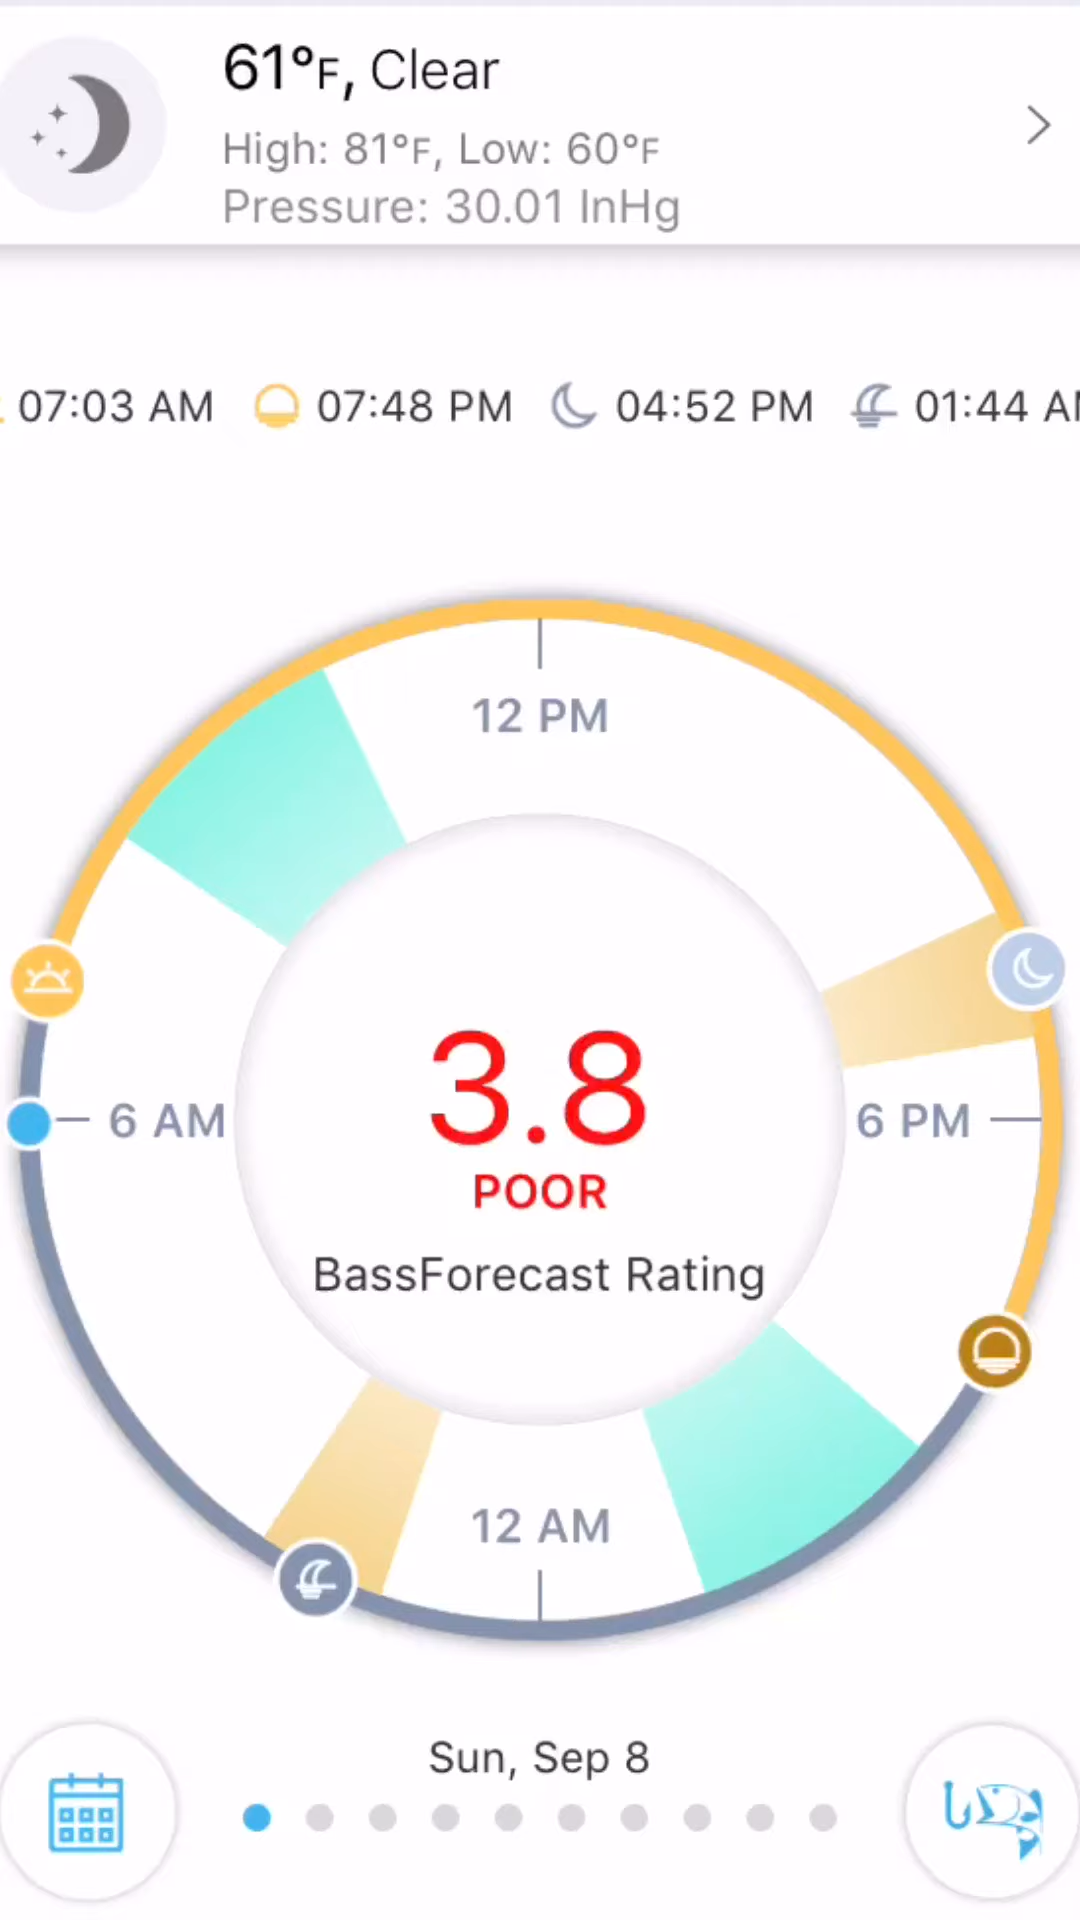 61°F, Clear
High: 81°F, Low: 60°F
Pressure: 30.01 InHg
07:03 AM 07:48 PM 04:52 PM 01:44 AM
12 PM
6 AM
6 PM
3.8
POOR
BassForecast Rating
12 AM
Sun, Sep 8